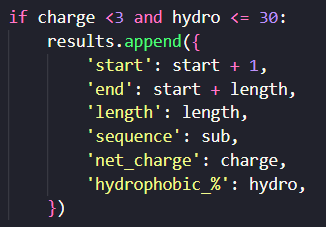 if charge <3 and hydro <= 30:
    results.append({
        'start': start + 1,
        'end': start + length,
        'length': length,
        'sequence': sub,
        'net_charge': charge,
        'hydrophobic_%': hydro,
    })